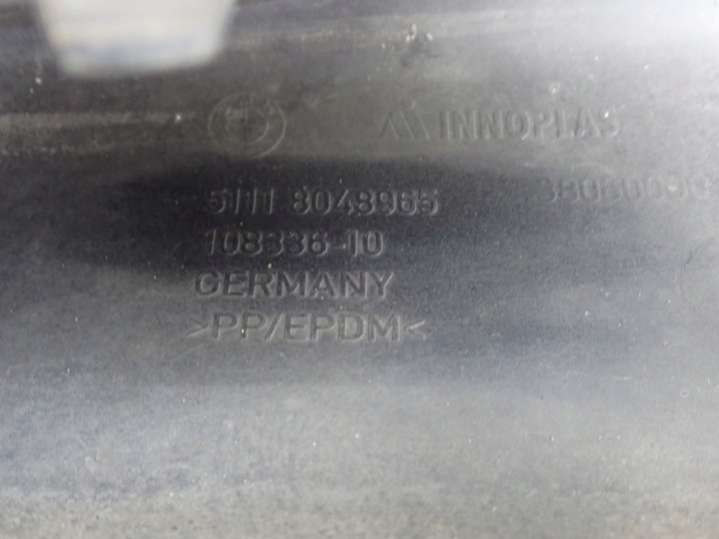 INNOPLAS
5111 8048965
108336-10
GERMANY
>PP/EPDM<